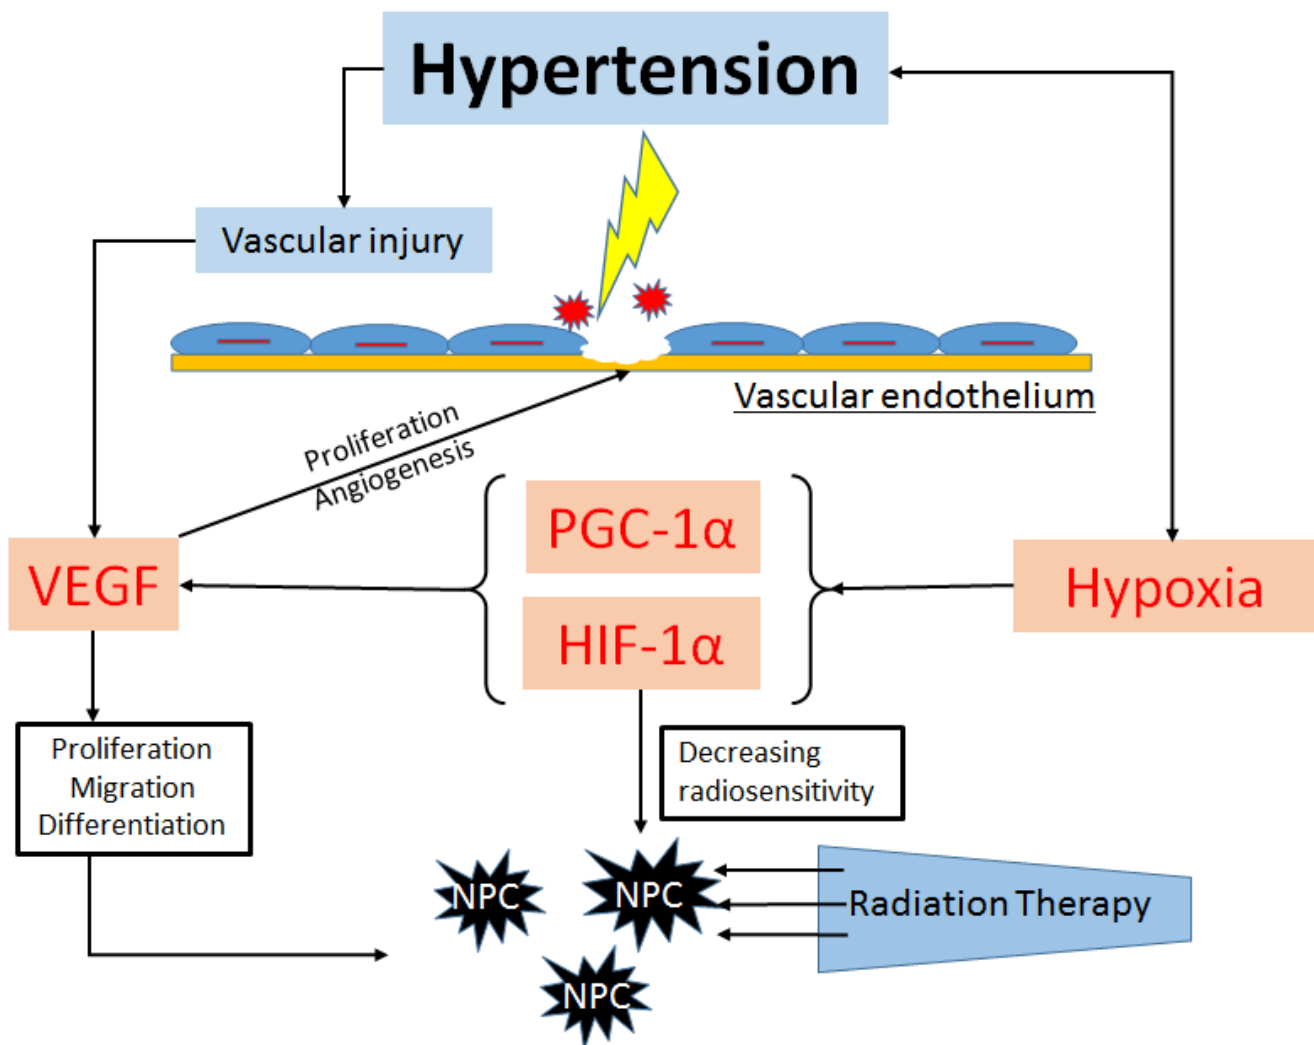 Hypertension
Vascular injury
Vascular endothelium
Proliferation
Angiogenesis
PGC-1α
VEGF
Hypoxia
HIF-1α
Proliferation
Migration
Differentiation
Decreasing
radiosensitivity
NPC
NPC
Radiation Therapy
NPC